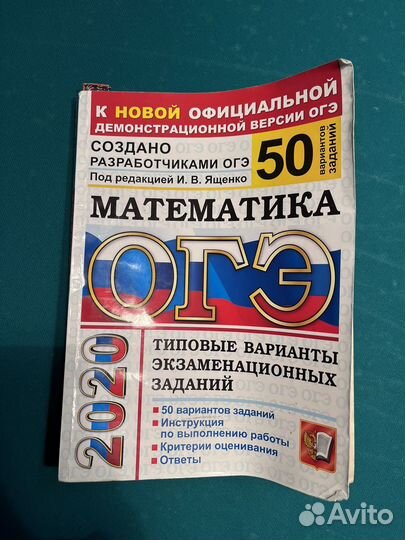 К НОВОЙ ОФИЦИАЛЬНОЙ
ДЕМОНСТРАЦИОННОЙ ВЕРСИИ ОГЭ
СОЗДАНО
РАЗРАБОТЧИКАМИ ОГЭ
Под редакцией И. В. Ященко
50
вариантов
заданий
МАТЕМАТИКА
ОГЭ
2020
ТИПОВЫЕ ВАРИАНТЫ
ЭКЗАМЕНАЦИОННЫХ
ЗАДАНИЙ
▪ 50 вариантов заданий
▪ Инструкция
по выполнению работы
▪ Критерии оценивания
▪ Ответы
Avito